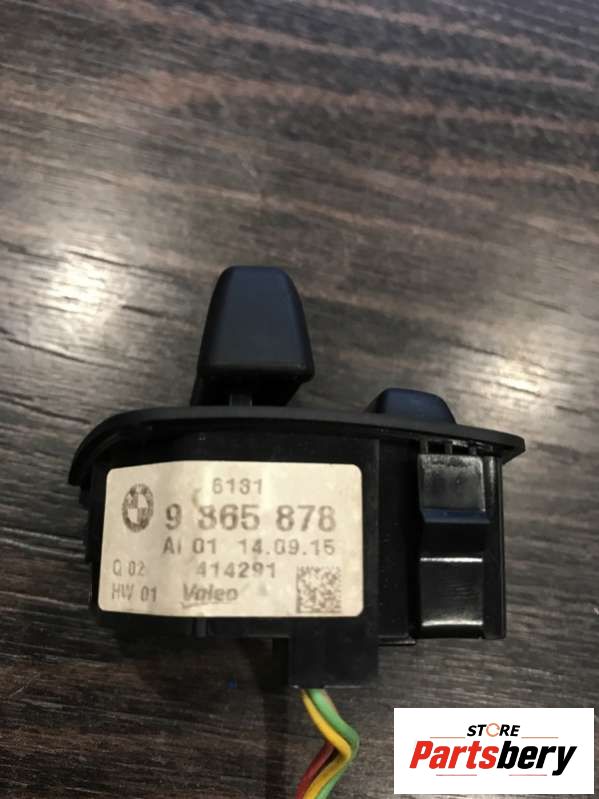 6131
9 865 878
AI 01 14.09.15
Q 02 414291
HW 01 Valeo
STORE
Partsbery